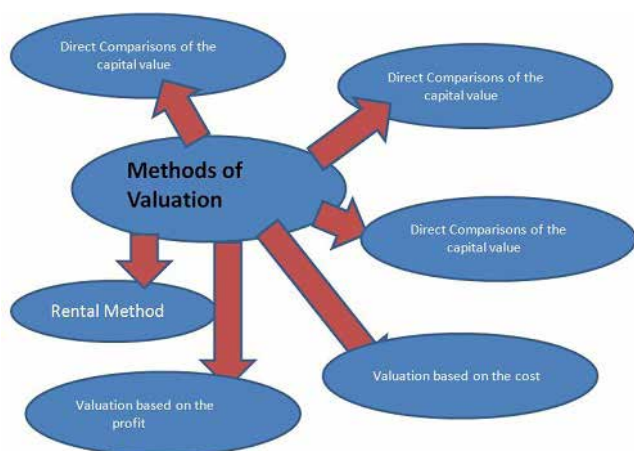 Direct Comparisons of the
capital value
Direct Comparisons of the
capital value
Methods of
Valuation
Direct Comparisons of the
capital value
Rental Method
Valuation based on the cost
Valuation based on the
profit